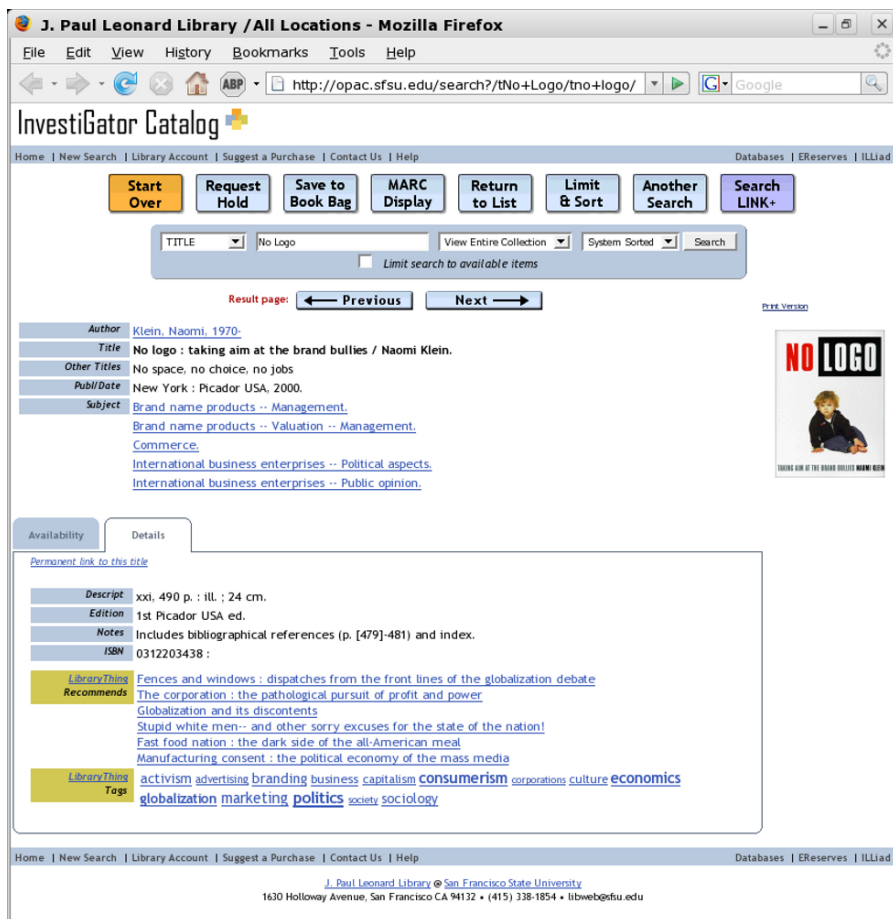 J. Paul Leonard Library /All Locations - Mozilla Firefox
File Edit View History Bookmarks Tools Help
ABP http://opac.sfsu.edu/search?/tNo+Logo/tno+logo/ G Google
InvestiGator Catalog
Home | New Search | Library Account | Suggest a Purchase | Contact Us | Help Databases | EReserves | ILLiad
Start Over Request Hold Save to Book Bag MARC Display Return to List Limit & Sort Another Search Search LINK+
TITLE No Logo View Entire Collection System Sorted Search
Limit search to available items
Result page: Previous Next
Print Version
Author Klein, Naomi, 1970-
Title No logo : taking aim at the brand bullies / Naomi Klein.
Other Titles No space, no choice, no jobs
Publ/Date New York : Picador USA, 2000.
Subject Brand name products -- Management.
Brand name products -- Valuation -- Management.
Commerce.
International business enterprises -- Political aspects.
International business enterprises -- Public opinion.
NO LOGO
TAKING AIM AT THE BRAND BULLIES NAOMI KLEIN
Availability Details
Permanent link to this title
Descript xxi, 490 p. : ill. ; 24 cm.
Edition 1st Picador USA ed.
Notes Includes bibliographical references (p. [479]-481) and index.
ISBN 0312203438 :
LibraryThing Recommends Fences and windows : dispatches from the front lines of the globalization debate
The corporation : the pathological pursuit of profit and power
Globalization and its discontents
Stupid white men-- and other sorry excuses for the state of the nation!
Fast food nation : the dark side of the all-American meal
Manufacturing consent : the political economy of the mass media
LibraryThing Tags activism advertising branding business capitalism consumerism corporations culture economics
globalization marketing politics society sociology
Home | New Search | Library Account | Suggest a Purchase | Contact Us | Help Databases | EReserves | ILLiad
J. Paul Leonard Library @ San Francisco State University
1630 Holloway Avenue, San Francisco CA 94132 • (415) 338-1854 • libweb@sfsu.edu